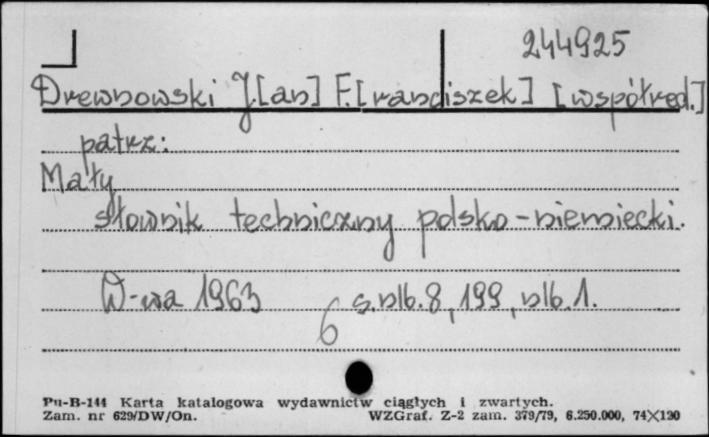 244925
Drewnowski J.[an] F.[ranciszek] [współred.]
patrz:
Mały
słownik techniczny polsko-niemiecki.
W-wa 1963 s.nlb.8, 199, nlb.1.
6
Pu-B-144 Karta katalogowa wydawnictw ciągłych i zwartych.
Zam. nr 629/DW/On. WZGraf. Z-2 zam. 379/79, 6.250.000, 74×120